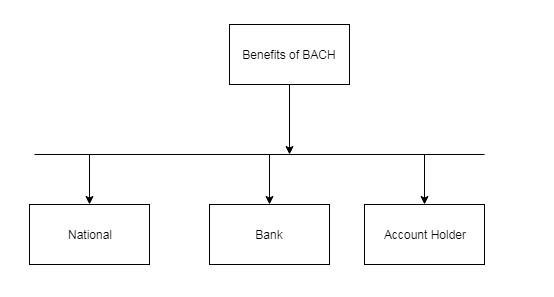 Benefits of BACH
National
Bank
Account Holder